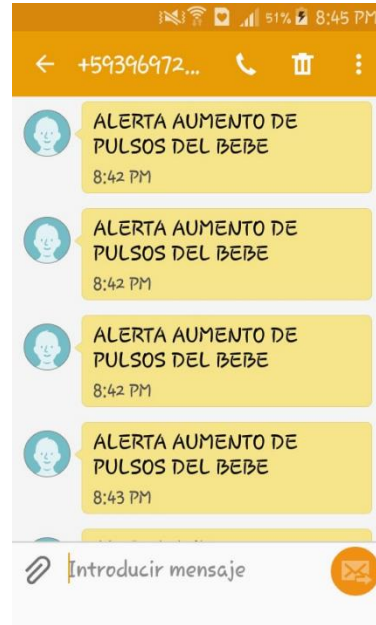 51% 8:45 PM
+59396972...
ALERTA AUMENTO DE
PULSOS DEL BEBE
8:42 PM
ALERTA AUMENTO DE
PULSOS DEL BEBE
8:42 PM
ALERTA AUMENTO DE
PULSOS DEL BEBE
8:42 PM
ALERTA AUMENTO DE
PULSOS DEL BEBE
8:43 PM
Introducir mensaje